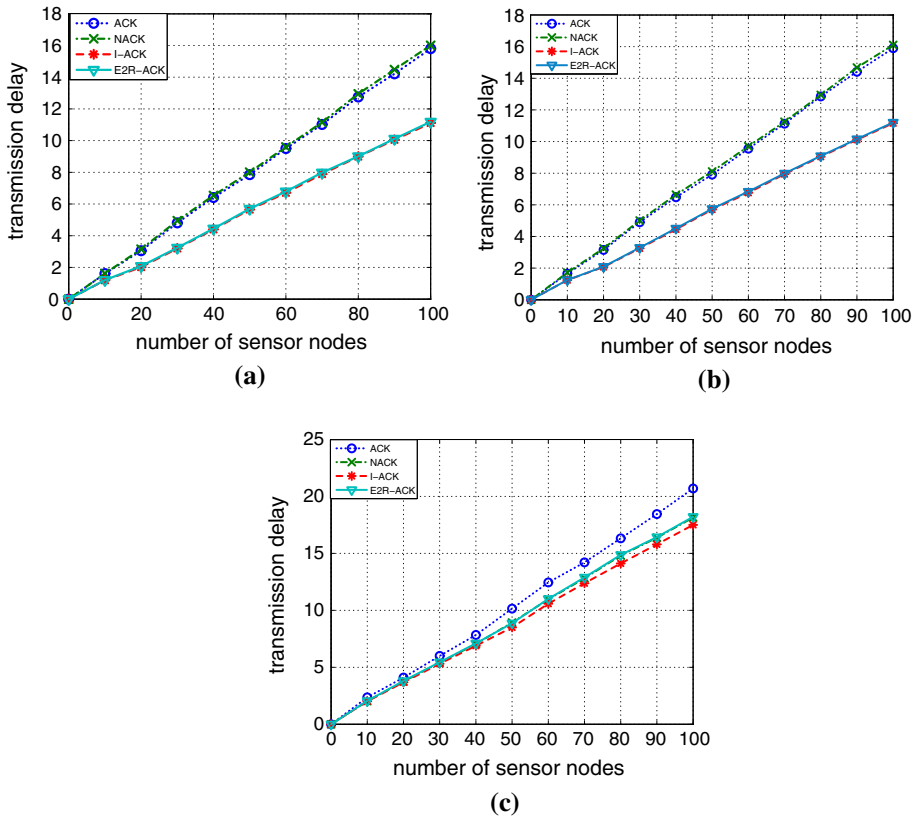 18
16
14
12
10
8
6
4
2
0
transmission delay
ACK
NACK
I-ACK
E2R-ACK
0 20 40 60 80 100
number of sensor nodes
(a)
18
16
14
12
10
8
6
4
2
0
transmission delay
ACK
NACK
I-ACK
E2R-ACK
0 10 20 30 40 50 60 70 80 90 100
number of sensor nodes
(b)
25
20
15
10
5
0
transmission delay
ACK
NACK
I-ACK
E2R-ACK
0 10 20 30 40 50 60 70 80 90 100
number of sensor nodes
(c)